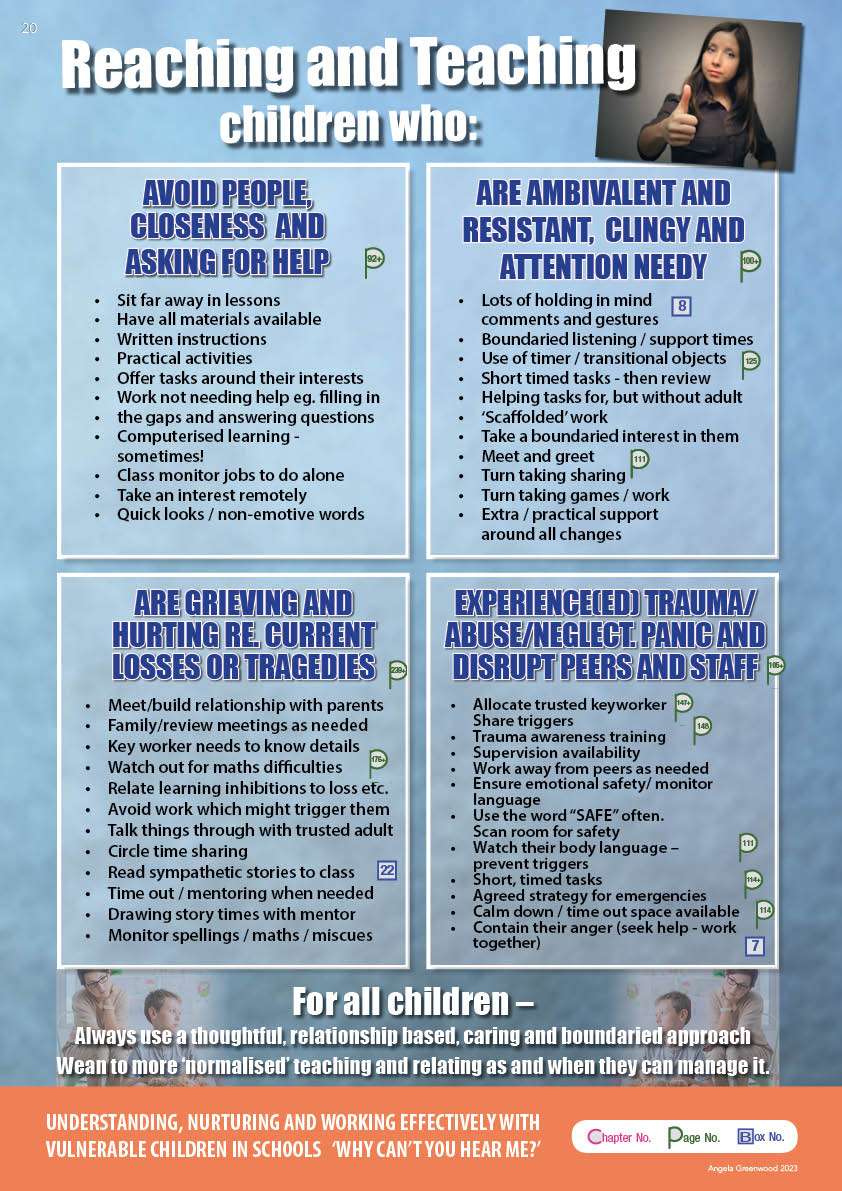 20
Reaching and Teaching
children who:
AVOID PEOPLE,
CLOSENESS AND
ASKING FOR HELP
92+
• Sit far away in lessons
• Have all materials available
• Written instructions
• Practical activities
• Offer tasks around their interests
• Work not needing help eg. filling in
• the gaps and answering questions
• Computerised learning -
sometimes!
• Class monitor jobs to do alone
• Take an interest remotely
• Quick looks / non-emotive words
ARE AMBIVALENT AND
RESISTANT, CLINGY AND
ATTENTION NEEDY
100+
• Lots of holding in mind
comments and gestures
8
• Boundaried listening / support times
• Use of timer / transitional objects
125
• Short timed tasks - then review
• Helping tasks for, but without adult
• ‘Scaffolded’ work
• Take a boundaried interest in them
• Meet and greet
111
• Turn taking sharing
• Turn taking games / work
• Extra / practical support
around all changes
ARE GRIEVING AND
HURTING RE. CURRENT
LOSSES OR TRAGEDIES
239+
• Meet/build relationship with parents
• Family/review meetings as needed
• Key worker needs to know details
• Watch out for maths difficulties
176+
• Relate learning inhibitions to loss etc.
• Avoid work which might trigger them
• Talk things through with trusted adult
• Circle time sharing
• Read sympathetic stories to class
22
• Time out / mentoring when needed
• Drawing story times with mentor
• Monitor spellings / maths / miscues
EXPERIENCE(ED) TRAUMA/
ABUSE/NEGLECT. PANIC AND
DISRUPT PEERS AND STAFF
• Allocate trusted keyworker
147+
Share triggers
148
• Trauma awareness training
• Supervision availability
• Work away from peers as needed
• Ensure emotional safety/ monitor
language
• Use the word “SAFE” often.
Scan room for safety
• Watch their body language –
111
prevent triggers
• Short, timed tasks
114+
• Agreed strategy for emergencies
• Calm down / time out space available
114
• Contain their anger (seek help - work
together)
7
For all children –
Always use a thoughtful, relationship based, caring and boundaried approach
Wean to more ‘normalised’ teaching and relating as and when they can manage it.
UNDERSTANDING, NURTURING AND WORKING EFFECTIVELY WITH
VULNERABLE CHILDREN IN SCHOOLS ‘WHY CAN’T YOU HEAR ME?’
Chapter No. Page No. Box No.
Angela Greenwood 2023